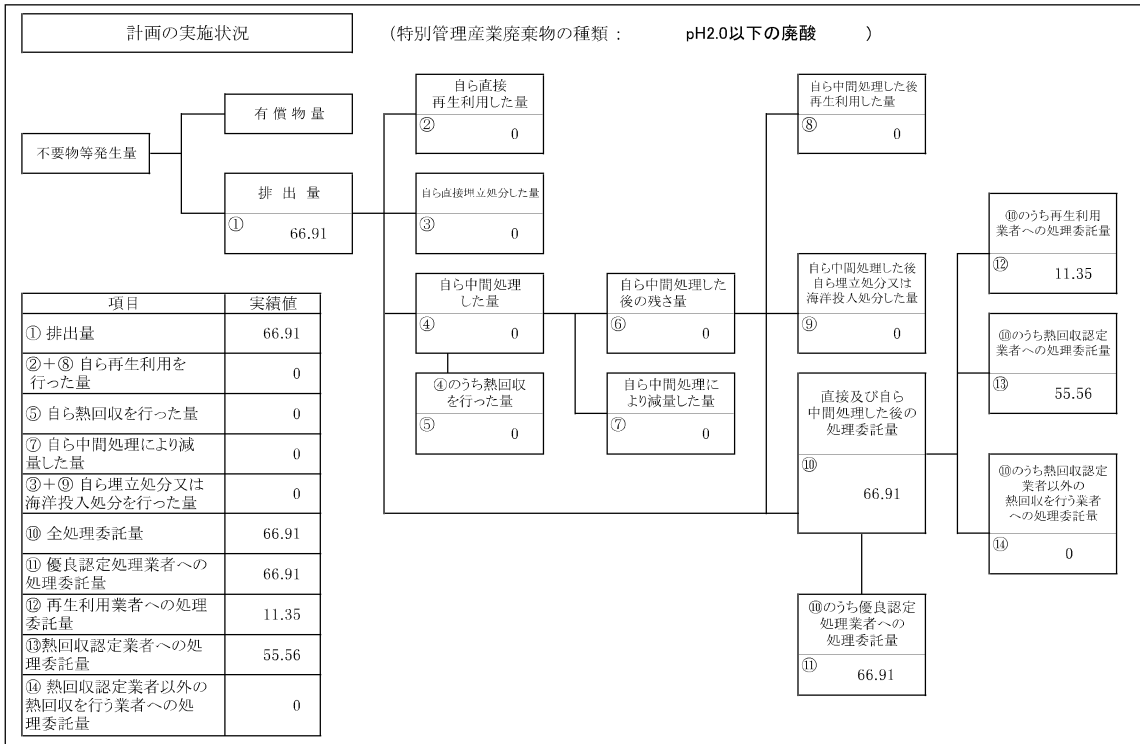 計画の実施状況
(特別管理産業廃棄物の種類： pH2.0以下の廃酸 )
不要物等発生量
有償物量
排出量
① 66.91
自ら直接
再生利用した量
② 0
自ら直接埋立処分した量
③ 0
自ら中間処理
した量
④ 0
④のうち熱回収
を行った量
⑤ 0
自ら中間処理した
後の残さ量
⑥ 0
自ら中間処理に
より減量した量
⑦ 0
自ら中間処理した後
再生利用した量
⑧ 0
自ら中間処理した後
自ら埋立処分又は
海洋投入処分した量
⑨ 0
直接及び自ら
中間処理した後の
処理委託量
⑩ 66.91
⑩のうち優良認定
処理業者への
処理委託量
⑪ 66.91
⑩のうち再生利用
業者への処理委託量
⑫ 11.35
⑩のうち熱回収認定
業者への処理委託量
⑬ 55.56
⑩のうち熱回収認定
業者以外の
熱回収を行う業者
への処理委託量
⑭ 0
項目 実績値
① 排出量 66.91
②＋⑧ 自ら再生利用を
行った量 0
⑤ 自ら熱回収を行った量 0
⑦ 自ら中間処理により減
量した量 0
③＋⑨ 自ら埋立処分又は
海洋投入処分を行った量 0
⑩ 全処理委託量 66.91
⑪ 優良認定処理業者への
処理委託量 66.91
⑫ 再生利用業者への処理
委託量 11.35
⑬熱回収認定業者への処
理委託量 55.56
⑭ 熱回収認定業者以外の
熱回収を行う業者への処
理委託量 0